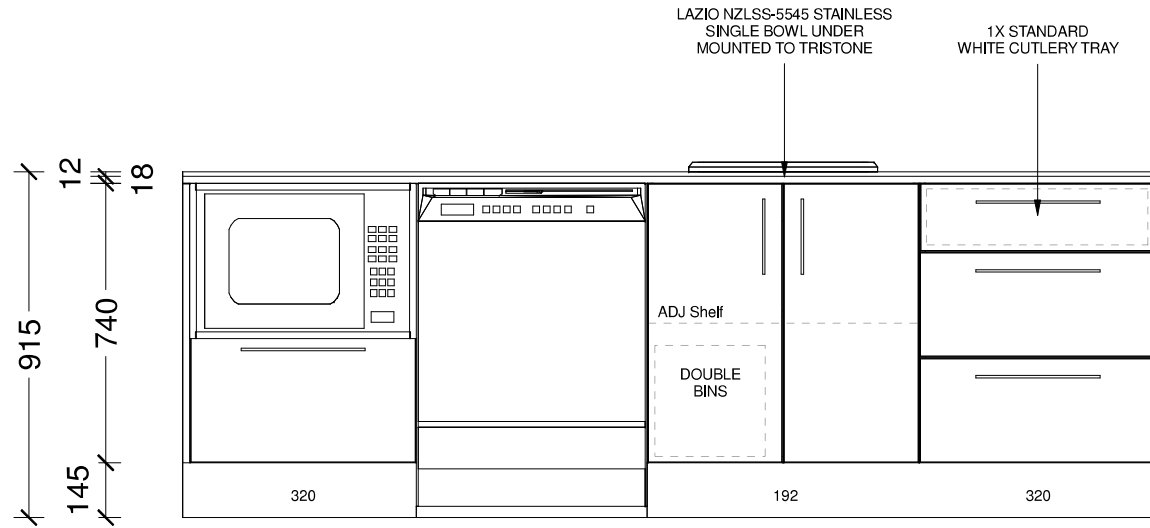 LAZIO NZLSS-5545 STAINLESS
SINGLE BOWL UNDER
MOUNTED TO TRISTONE
1X STANDARD
WHITE CUTLERY TRAY
12
18
915
740
145
ADJ Shelf
DOUBLE
BINS
320
192
320